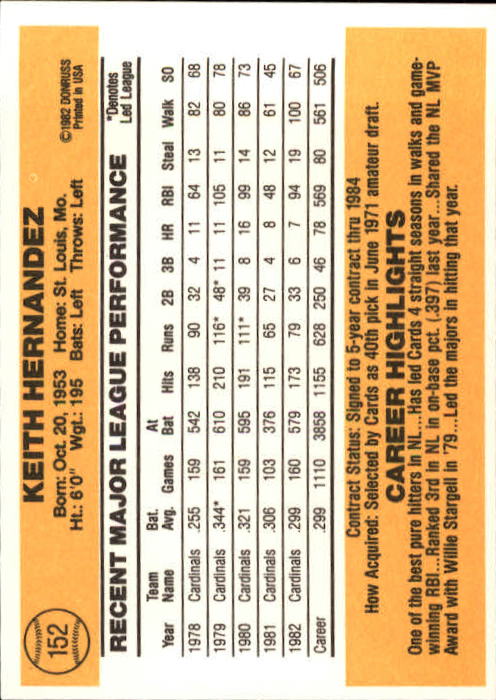 152
KEITH HERNANDEZ
Born: Oct. 20, 1953 Home: St. Louis, Mo.
Ht.: 6'0" Wgt.: 195 Bats: Left Throws: Left
©1982 DONRUSS
Printed in USA
RECENT MAJOR LEAGUE PERFORMANCE
*Denotes
Led League
Year Team Name Bat. Avg. Games At Bat Hits Runs 2B 3B HR RBI Steal Walk SO
1978 Cardinals .255 159 542 138 90 32 4 11 64 13 82 68
1979 Cardinals .344* 161 610 210 116* 48* 11 11 105 11 80 78
1980 Cardinals .321 159 595 191 111* 39 8 16 99 14 86 73
1981 Cardinals .306 103 376 115 65 27 4 8 48 12 61 45
1982 Cardinals .299 160 579 173 79 33 6 7 94 19 100 67
Career .299 1110 3858 1155 628 250 46 78 569 80 561 506
Contract Status: Signed to 5-year contract thru 1984
How Acquired: Selected by Cards as 40th pick in June 1971 amateur draft.
CAREER HIGHLIGHTS
One of the best pure hitters in NL...Has led Cards 4 straight seasons in walks and game-
winning RBI...Ranked 3rd in NL in on-base pct. (.397) last year...Shared the NL MVP
Award with Willie Stargell in '79...Led the majors in hitting that year.